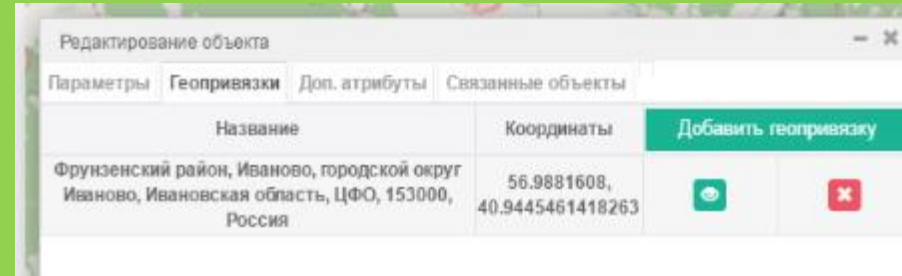 Редактирование объекта
Параметры Геопривязки Доп. атрибуты Связанные объекты
Название Координаты Добавить геопривязку
Фрунзенский район, Иваново, городской округ
Иваново, Ивановская область, ЦФО, 153000,
Россия
56.9881608,
40.9445461418263